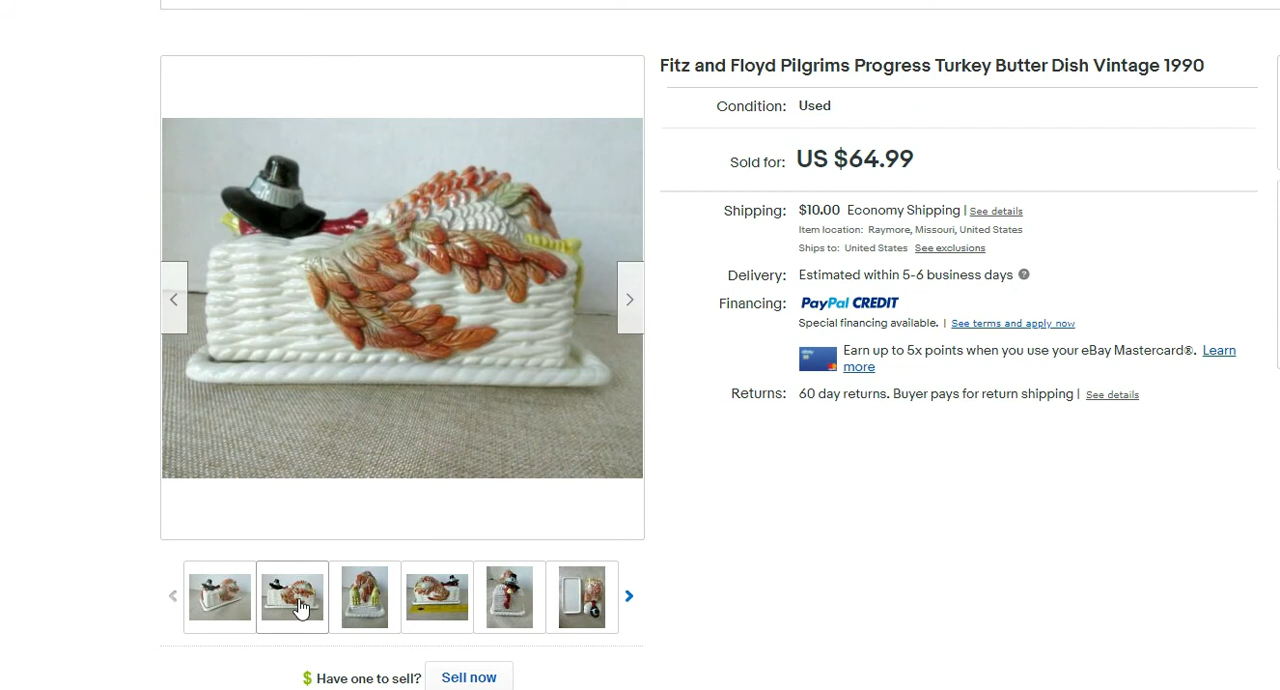 Fitz and Floyd Pilgrims Progress Turkey Butter Dish Vintage 1990
Condition: Used
Sold for: US $64.99
Shipping: $10.00 Economy Shipping | See details
Item location: Raymore, Missouri, United States
Ships to: United States See exclusions
Delivery: Estimated within 5-6 business days ?
Financing: PayPal CREDIT
Special financing available. | See terms and apply now
Earn up to 5x points when you use your eBay Mastercard®. Learn
more
Returns: 60 day returns. Buyer pays for return shipping | See details
$ Have one to sell? Sell now